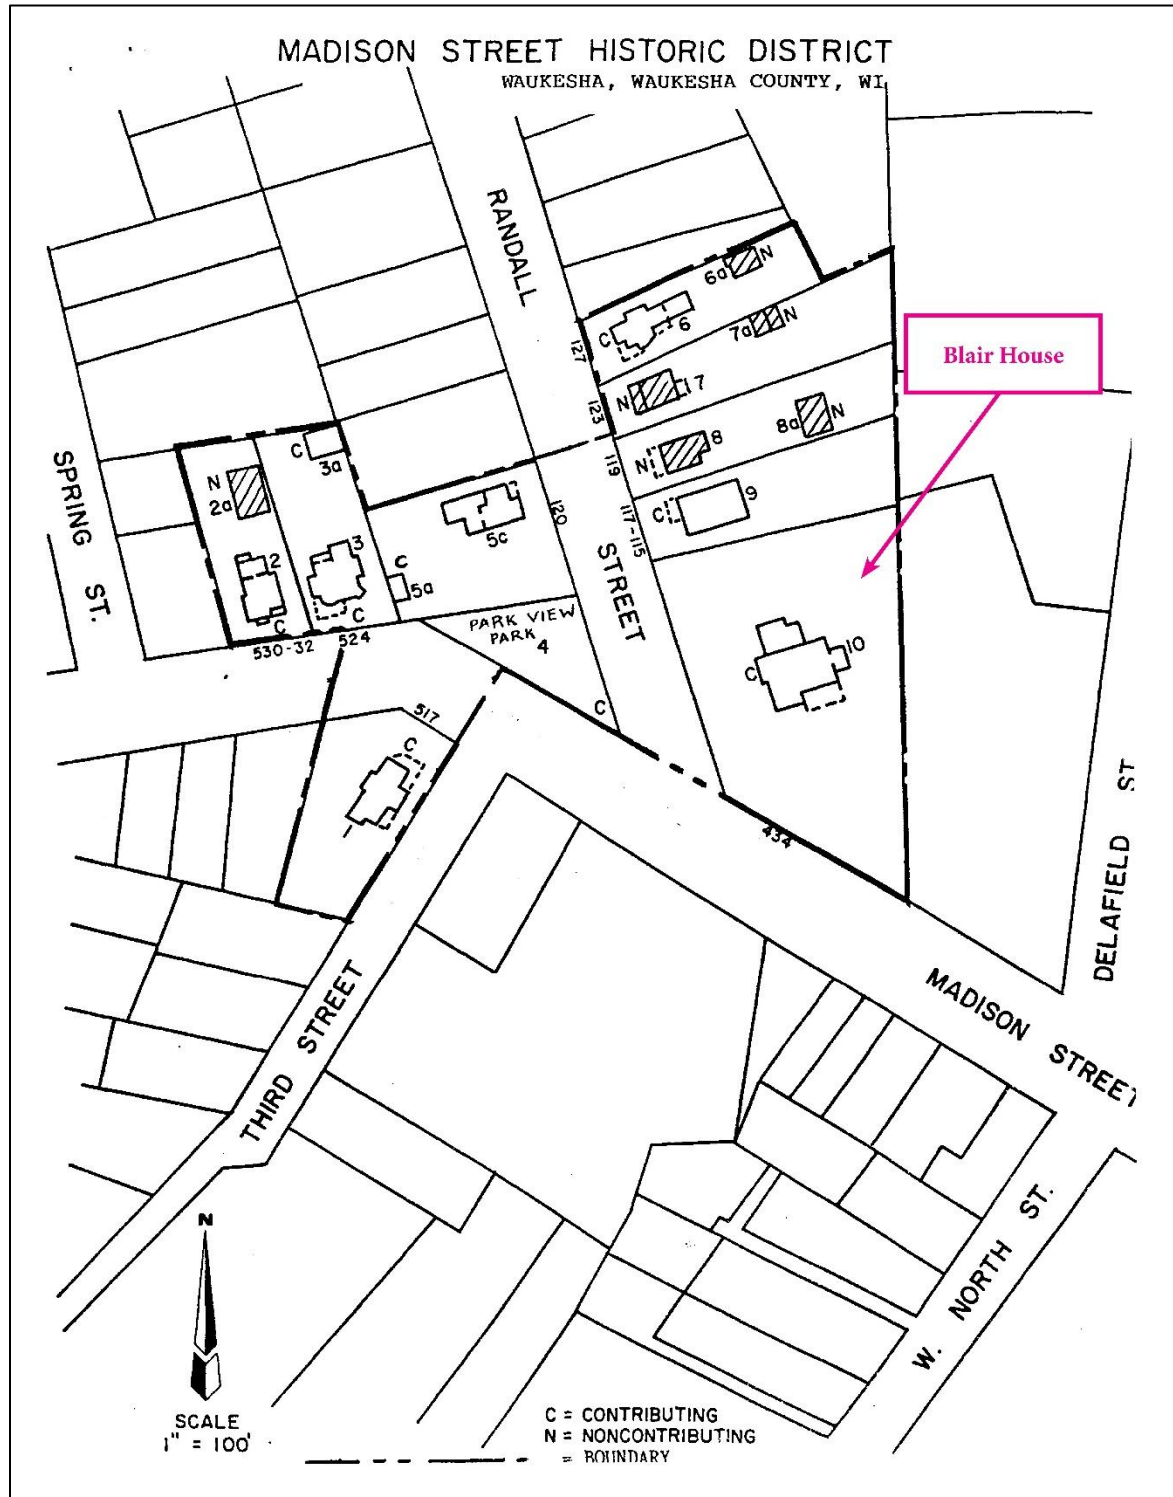 MADISON STREET HISTORIC DISTRICT
WAUKESHA, WAUKESHA COUNTY, WI
RANDALL
STREET
SPRING ST.
6a N
C 6
127
7a N
N 7
123
Blair House
C
3a
N
2a
8a N
N 8
119
C 9
117-115
120
5c
3
2
C
5a
C
C
530-32
524
PARK VIEW
PARK 4
C
C 10
517
C
1
434
DELAFIELD ST
MADISON STREET
THIRD STREET
W. NORTH ST.
N
SCALE
1" = 100'
C = CONTRIBUTING
N = NONCONTRIBUTING
= BOUNDARY